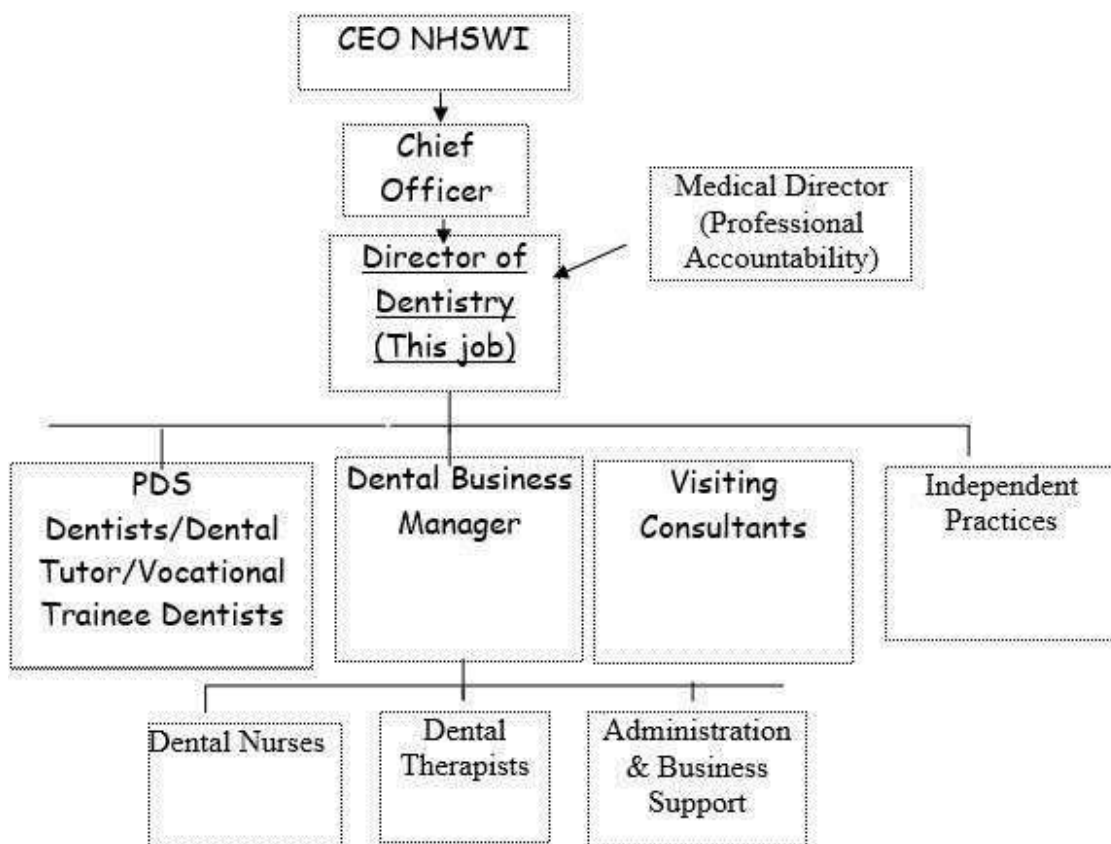 CEO NHSWI
Chief
Officer
Medical Director
(Professional
Accountability)
Director of
Dentistry
(This job)
PDS
Dentists/Dental
Tutor/Vocational
Trainee Dentists
Dental Business
Manager
Visiting
Consultants
Independent
Practices
Dental Nurses
Dental
Therapists
Administration
& Business
Support